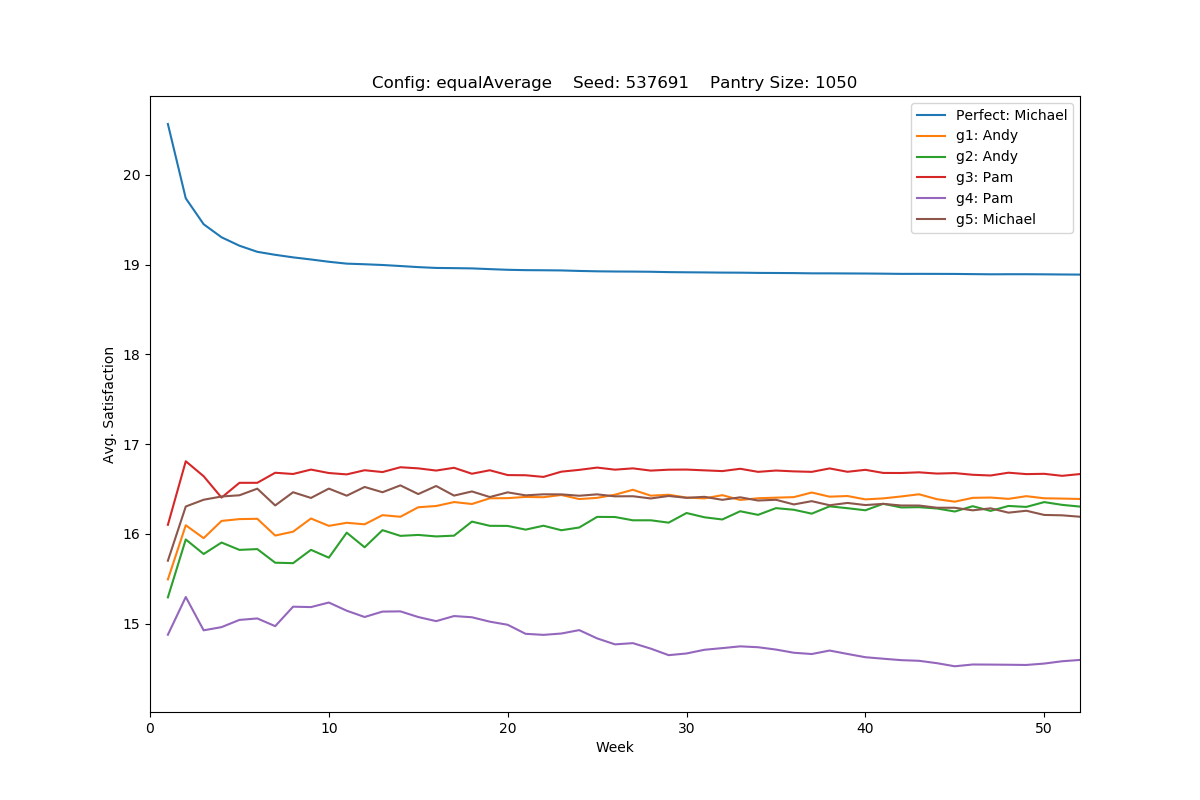 Config: equalAverage    Seed: 537691    Pantry Size: 1050
Perfect: Michael
g1: Andy
g2: Andy
g3: Pam
g4: Pam
g5: Michael
Avg. Satisfaction
20
19
18
17
16
15
0 10 20 30 40 50
Week